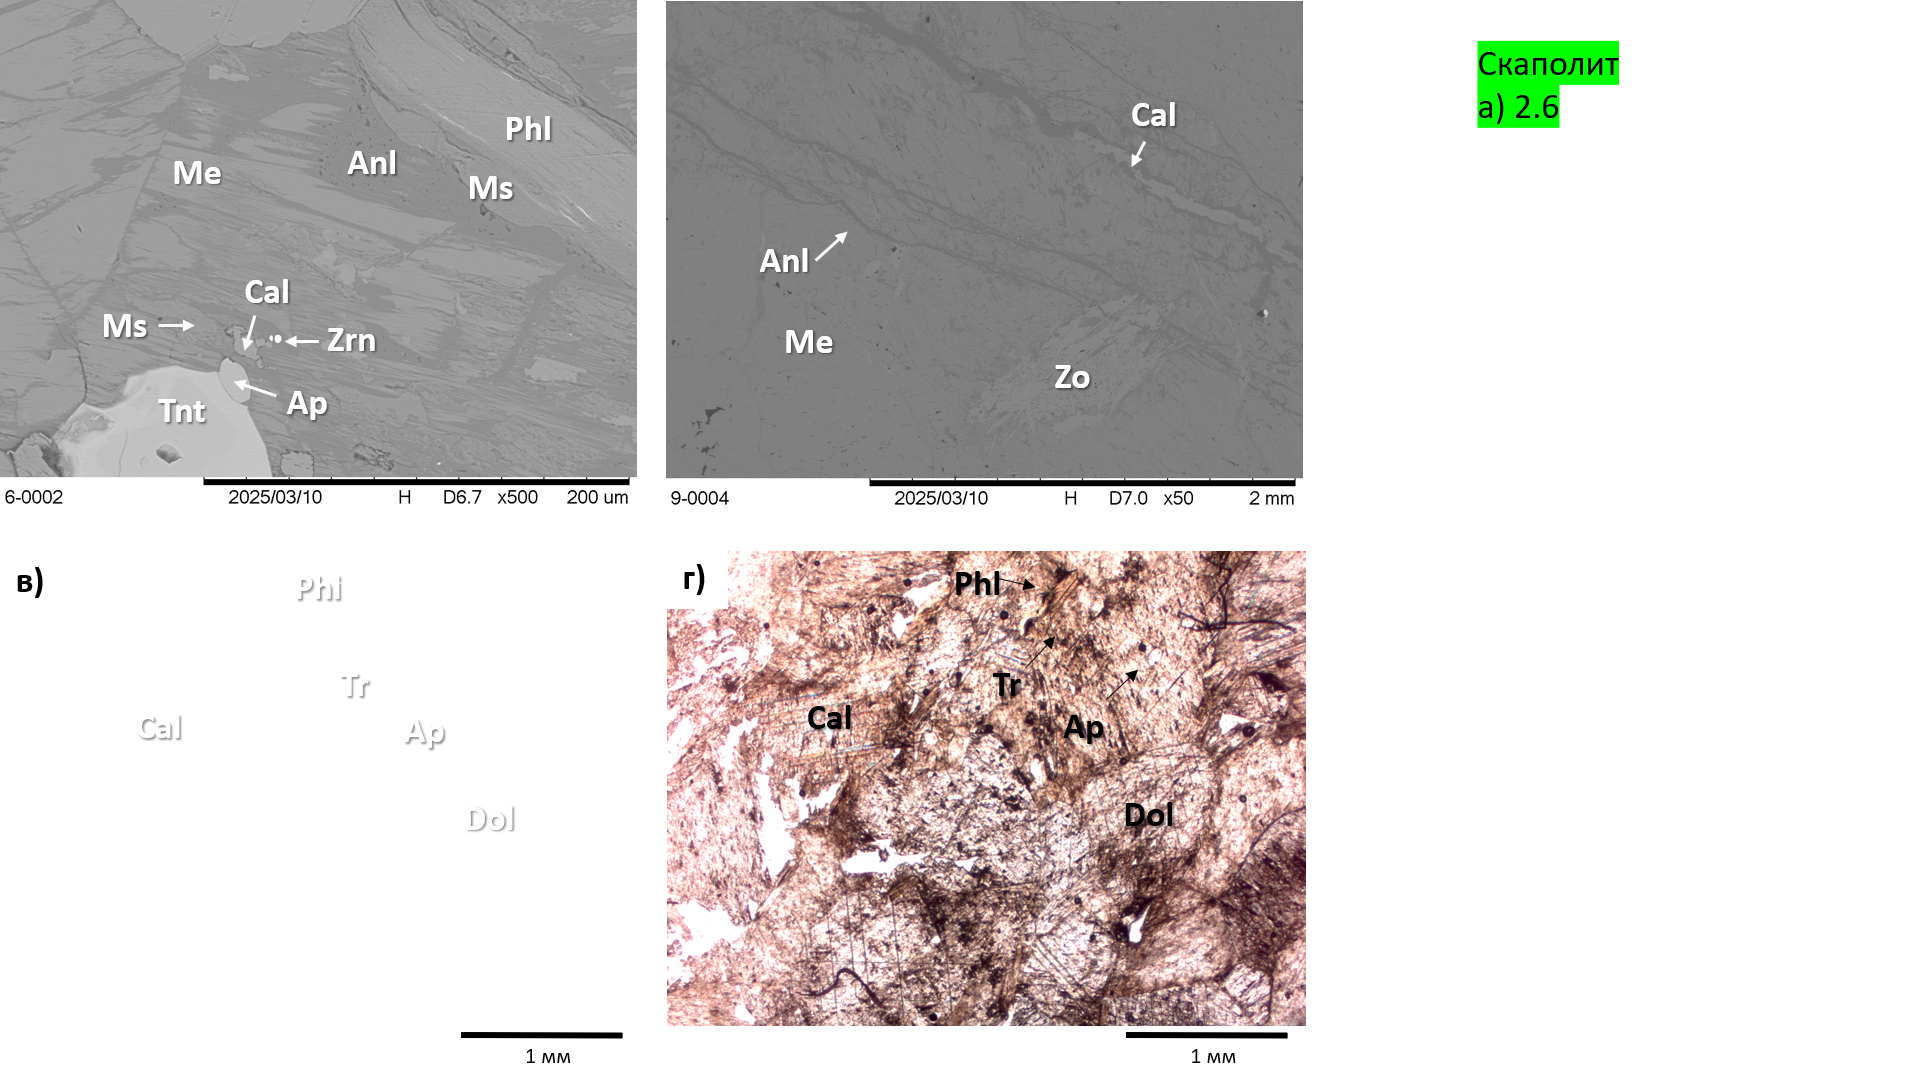 Phl
Me
Anl
Ms
Cal
Ms
Zrn
Ap
Tnt
6-0002 2025/03/10 H D6.7 x500 200 um
Cal
Anl
Me
Zo
9-0004 2025/03/10 H D7.0 x50 2 mm
Скаполит
а) 2.6
в)
Phl
Tr
Cal
Ap
Dol
1 мм
г)
Phl
Tr
Cal
Ap
Dol
1 мм